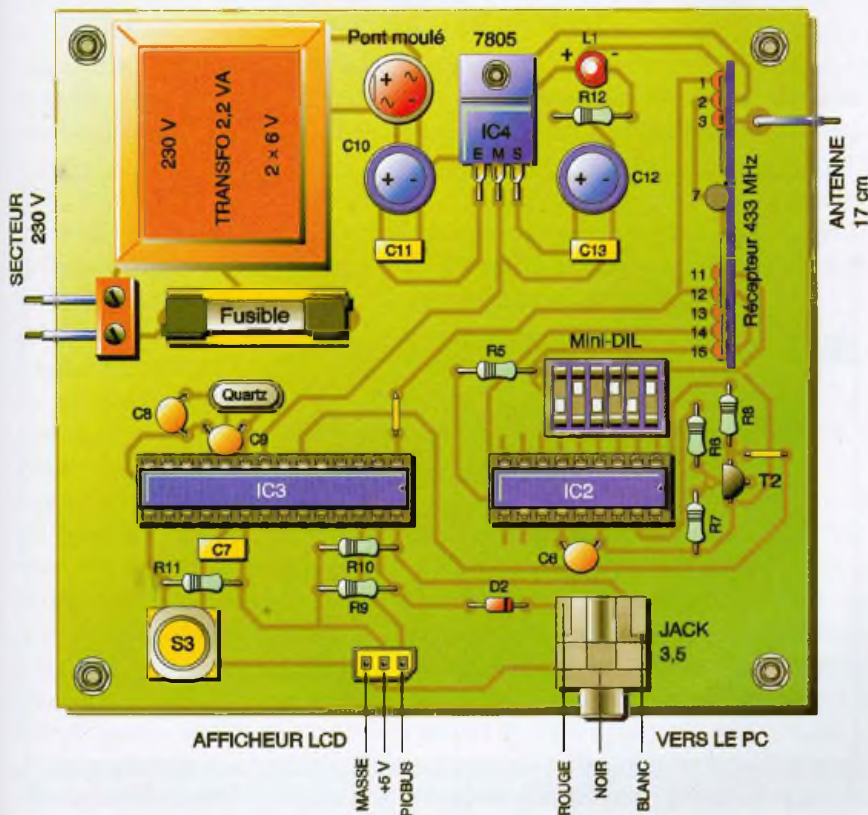 Pont moulé
7805
L1
+ -
R12
230 V
TRANSFO 2,2 VA
2 x 6 V
+ ~
~ -
IC4
E M S
C10
+ -
C12
+ -
C11
C13
1
2
3
7
11
12
13
14
15
Récepteur 433 MHz
ANTENNE
17 cm
SECTEUR
230 V
Fusible
Mini-DIL
R5
Quartz
C8
C9
R6
R8
T2
IC3
IC2
R7
C7
C6
R11
R10
R9
D2
S3
JACK
3,5
AFFICHEUR LCD
VERS LE PC
MASSE
+5 V
PICBUS
ROUGE
NOIR
BLANC